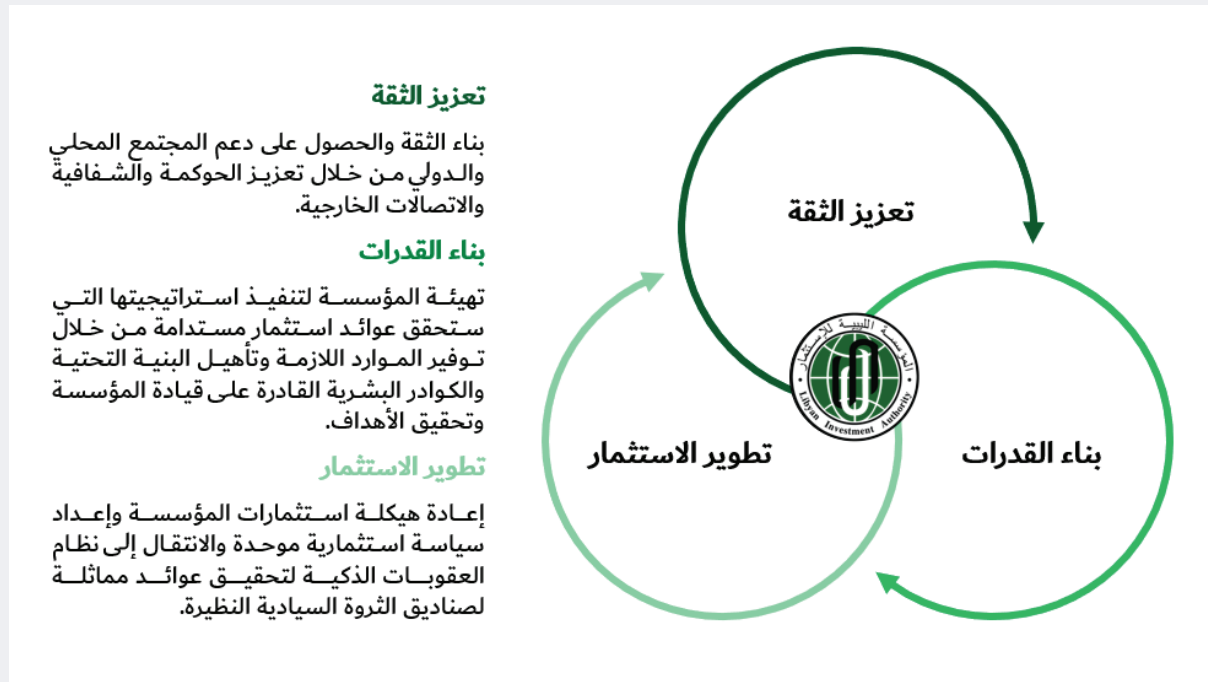 تعزيز الثقة
بناء الثقة والحصول على دعم المجتمع المحلي
والدولي من خلال تعزيز الحوكمة والشفافية
والاتصالات الخارجية.
بناء القدرات
تهيئة المؤسسة لتنفيذ استراتيجيتها التي
ستحقق عوائد استثمار مستدامة من خلال
توفير الموارد اللازمة وتأهيل البنية التحتية
والكوادر البشرية القادرة على قيادة المؤسسة
وتحقيق الأهداف.
تطوير الاستثمار
إعادة هيكلة استثمارات المؤسسة وإعداد
سياسة استثمارية موحدة والانتقال إلى نظام
العقوبات الذكية لتحقيق عوائد مماثلة
لصناديق الثروة السيادية النظيرة.
تعزيز الثقة
بناء القدرات
تطوير الاستثمار
المؤسسة الليبية للاستثمار
Libyan Investment Authority